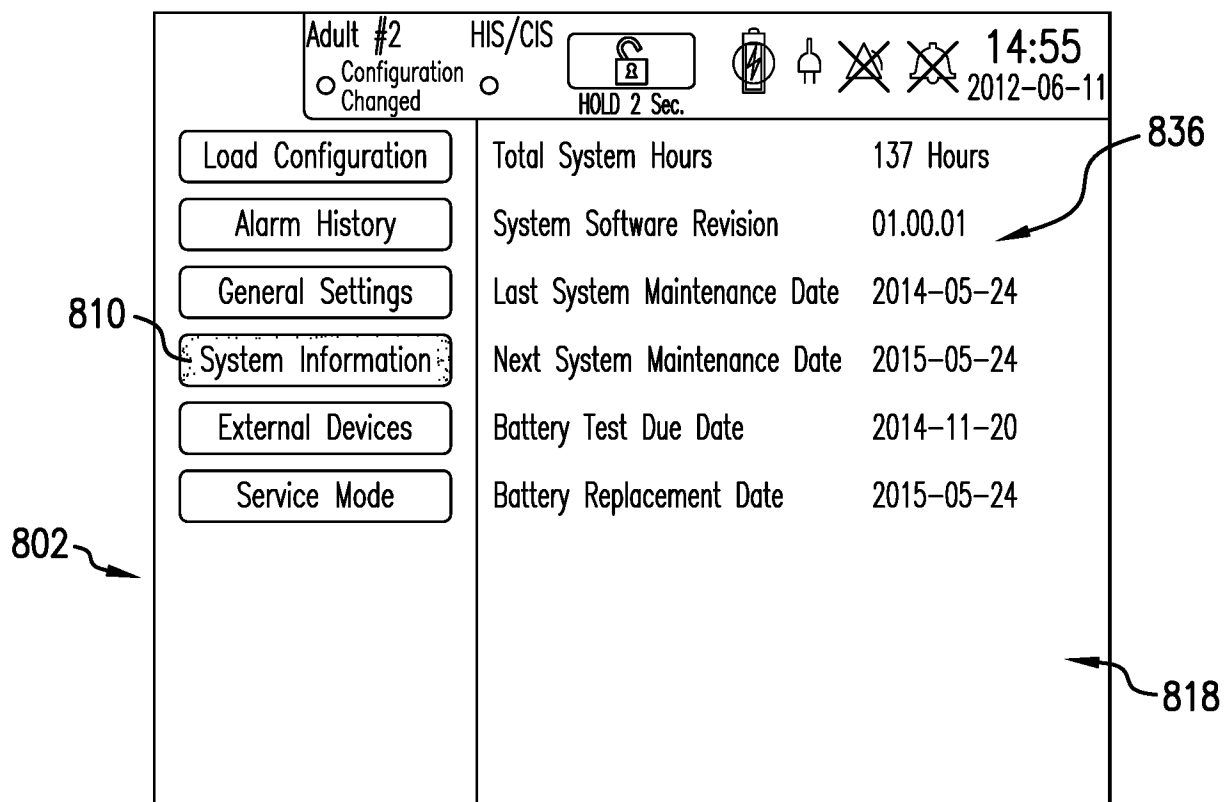 Adult #2 HIS/CIS 14:55
Configuration
Changed
HOLD 2 Sec. 2012-06-11
836
Load Configuration Total System Hours 137 Hours
Alarm History System Software Revision 01.00.01
General Settings Last System Maintenance Date 2014-05-24
810
System Information Next System Maintenance Date 2015-05-24
External Devices Battery Test Due Date 2014-11-20
Service Mode Battery Replacement Date 2015-05-24
802
818